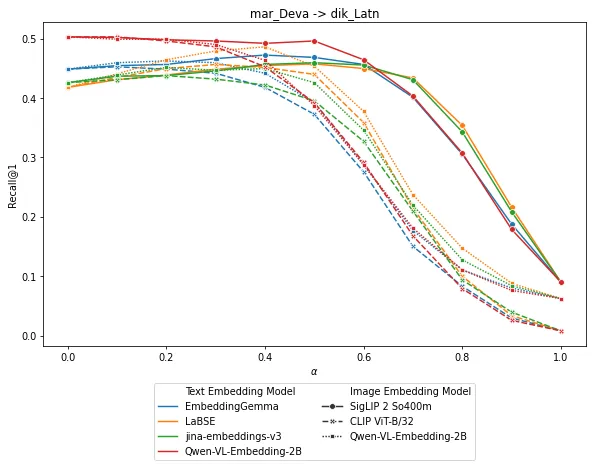 mar_Deva -> dik_Latn
Recall@1
0.5
0.4
0.3
0.2
0.1
0.0
0.0 0.2 0.4 0.6 0.8 1.0
α
Text Embedding Model
EmbeddingGemma
LaBSE
jina-embeddings-v3
Qwen-VL-Embedding-2B
Image Embedding Model
SigLIP 2 So400m
CLIP ViT-B/32
Qwen-VL-Embedding-2B